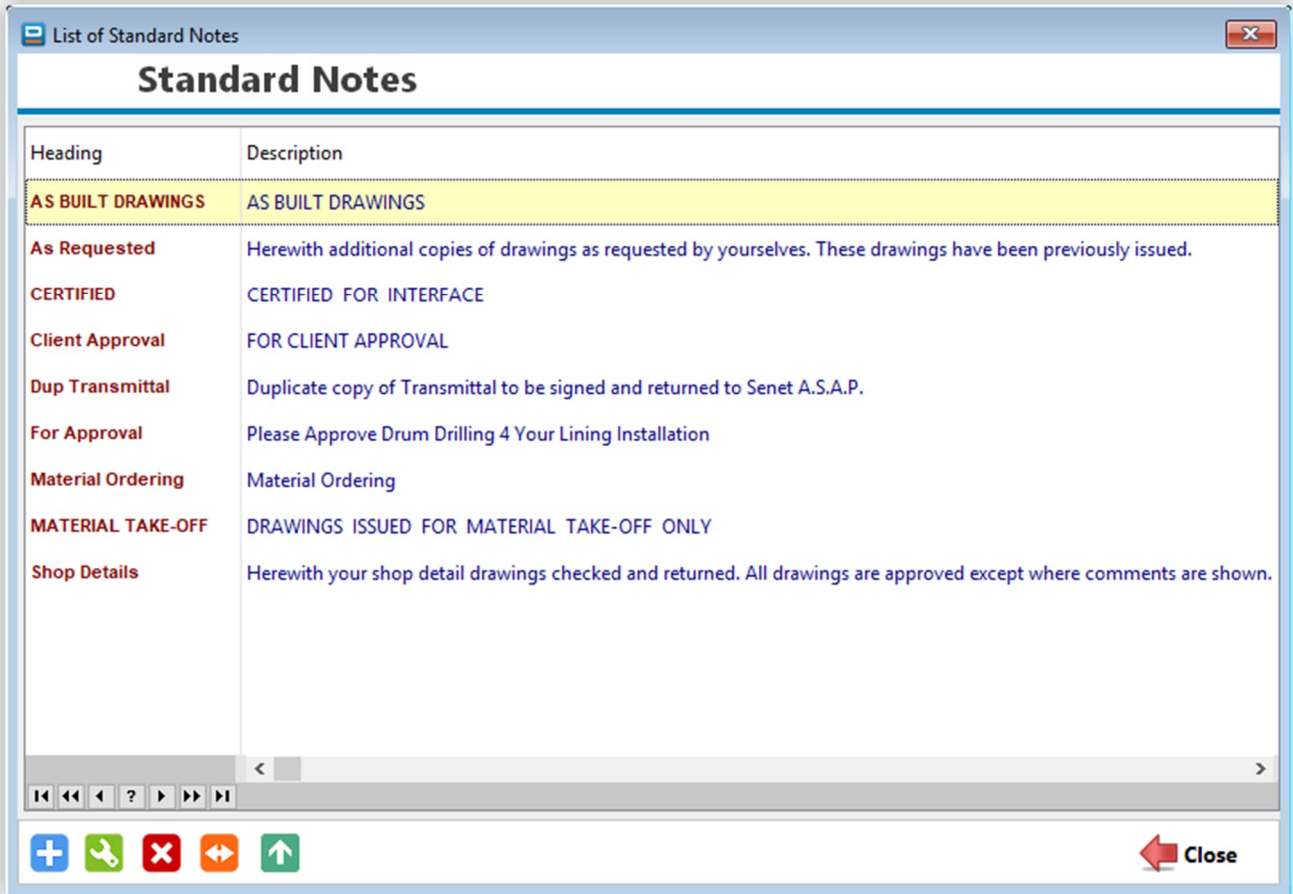 List of Standard Notes
Standard Notes
Heading Description
AS BUILT DRAWINGS AS BUILT DRAWINGS
As Requested Herewith additional copies of drawings as requested by yourselves. These drawings have been previously issued.
CERTIFIED CERTIFIED FOR INTERFACE
Client Approval FOR CLIENT APPROVAL
Dup Transmittal Duplicate copy of Transmittal to be signed and returned to Senet A.S.A.P.
For Approval Please Approve Drum Drilling 4 Your Lining Installation
Material Ordering Material Ordering
MATERIAL TAKE-OFF DRAWINGS ISSUED FOR MATERIAL TAKE-OFF ONLY
Shop Details Herewith your shop detail drawings checked and returned. All drawings are approved except where comments are shown.
?
Close